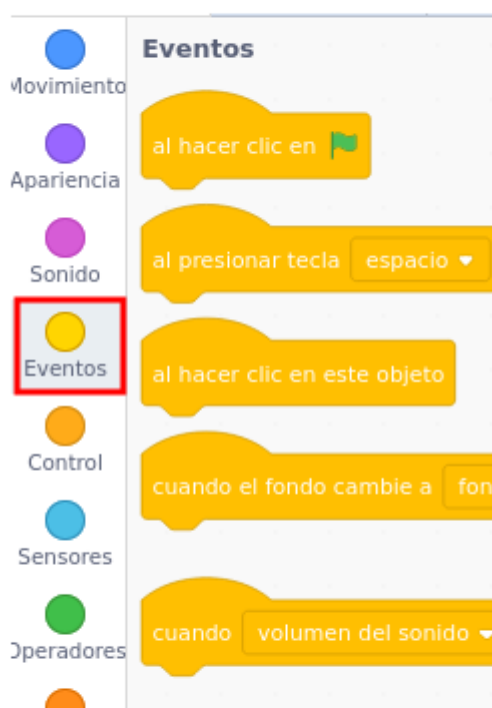 Movimiento
Apariencia
Sonido
Eventos
Control
Sensores
Operadores
Eventos
al hacer clic en
al presionar tecla espacio
al hacer clic en este objeto
cuando el fondo cambie a fon
cuando volumen del sonido